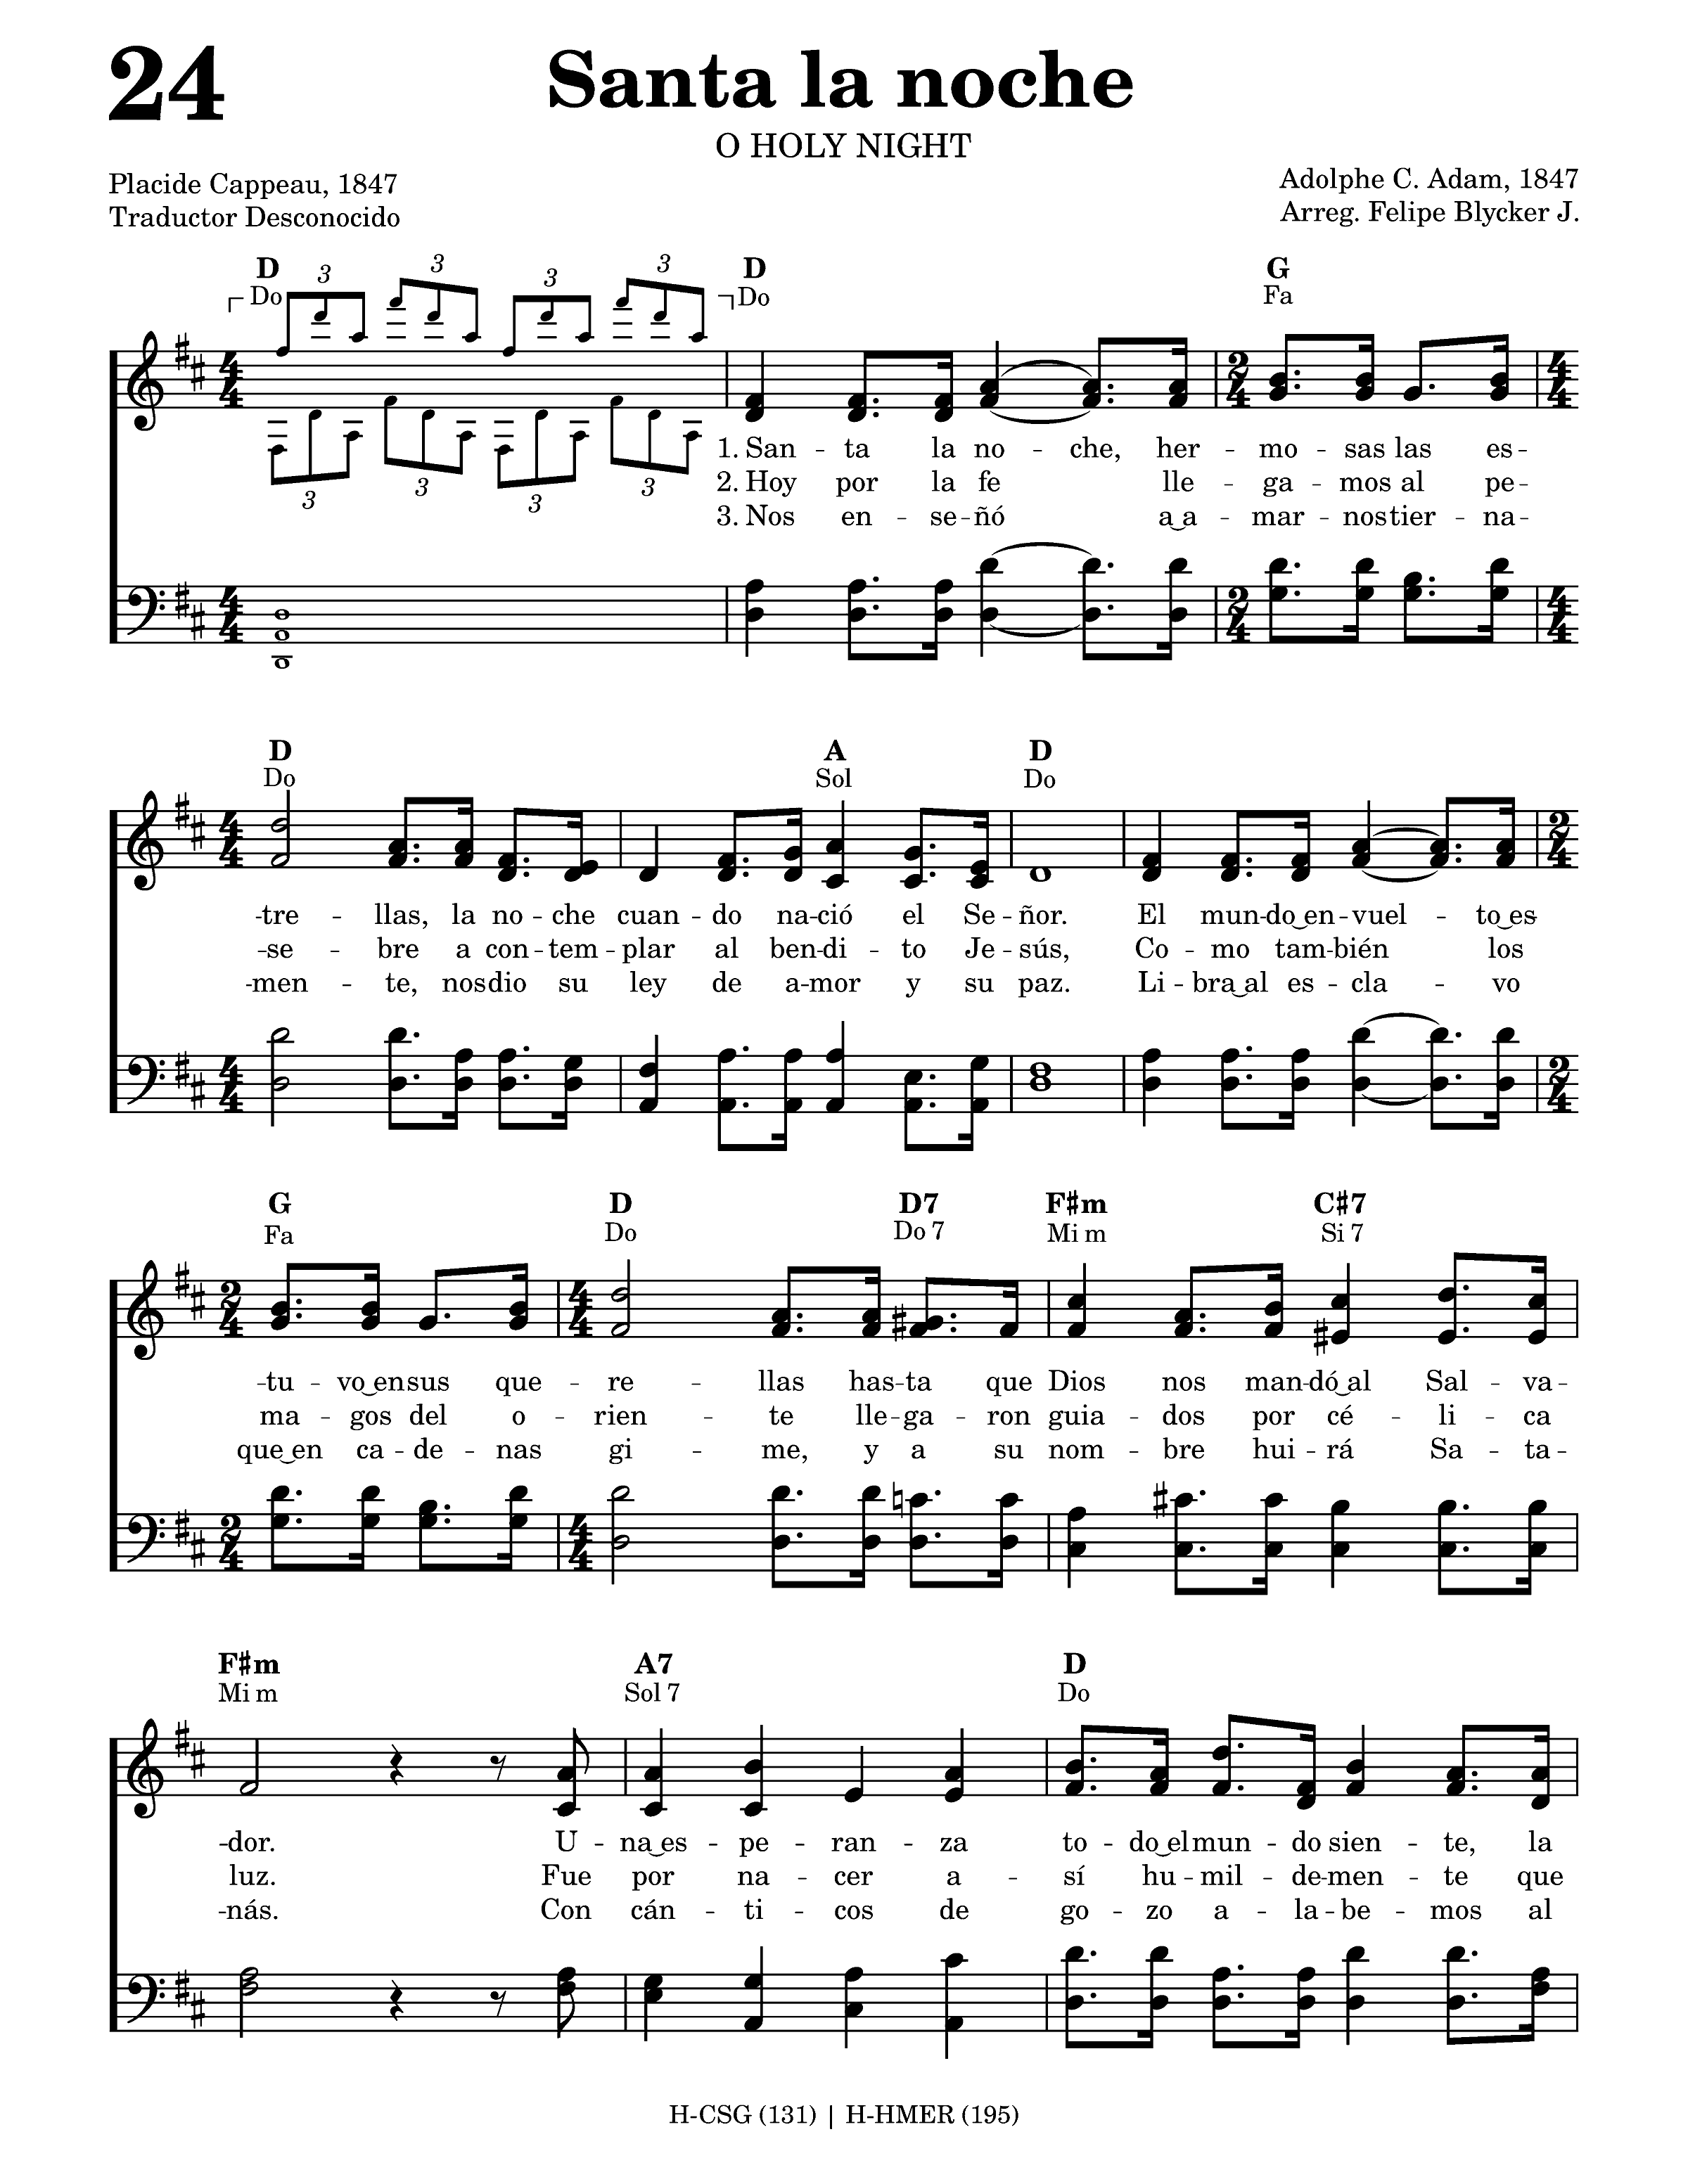 24
Santa la noche
O HOLY NIGHT
Placide Cappeau, 1847
Traductor Desconocido
Adolphe C. Adam, 1847
Arreg. Felipe Blycker J.
D D G
Do Do Fa
3 3 3 3
3 3 3 3
1. San - ta la no - che, her - mo - sas las es -
2. Hoy por la fe lle - ga - mos al pe -
3. Nos en - se - ñó a‿a - mar - nos tier - na -
D A D
Do Sol Do
-tre - llas, la no - che cuan - do na - ció el Se - ñor. El mun - do‿en - vuel - to‿es -
-se - bre a con - tem - plar al ben - di - to Je - sús, Co - mo tam - bién los
-men - te, nos dio su ley de a - mor y su paz. Li - bra‿al es - cla - vo
G D D7 F#m C#7
Fa Do Do 7 Mi m Si 7
-tu - vo‿en sus que - re - llas has - ta que Dios nos man - dó‿al Sal - va -
ma - gos del o - rien - te lle - ga - ron guia - dos por cé - li - ca
que‿en ca - de - nas gi - me, y a su nom - bre hui - rá Sa - ta -
F#m A7 D
Mi m Sol 7 Do
-dor. U - na‿es - pe - ran - za to - do‿el mun - do sien - te, la
luz. Fue por na - cer a - sí hu - mil - de - men - te que
-nás. Con cán - ti - cos de go - zo a - la - be - mos al
H-CSG (131) | H-HMER (195)